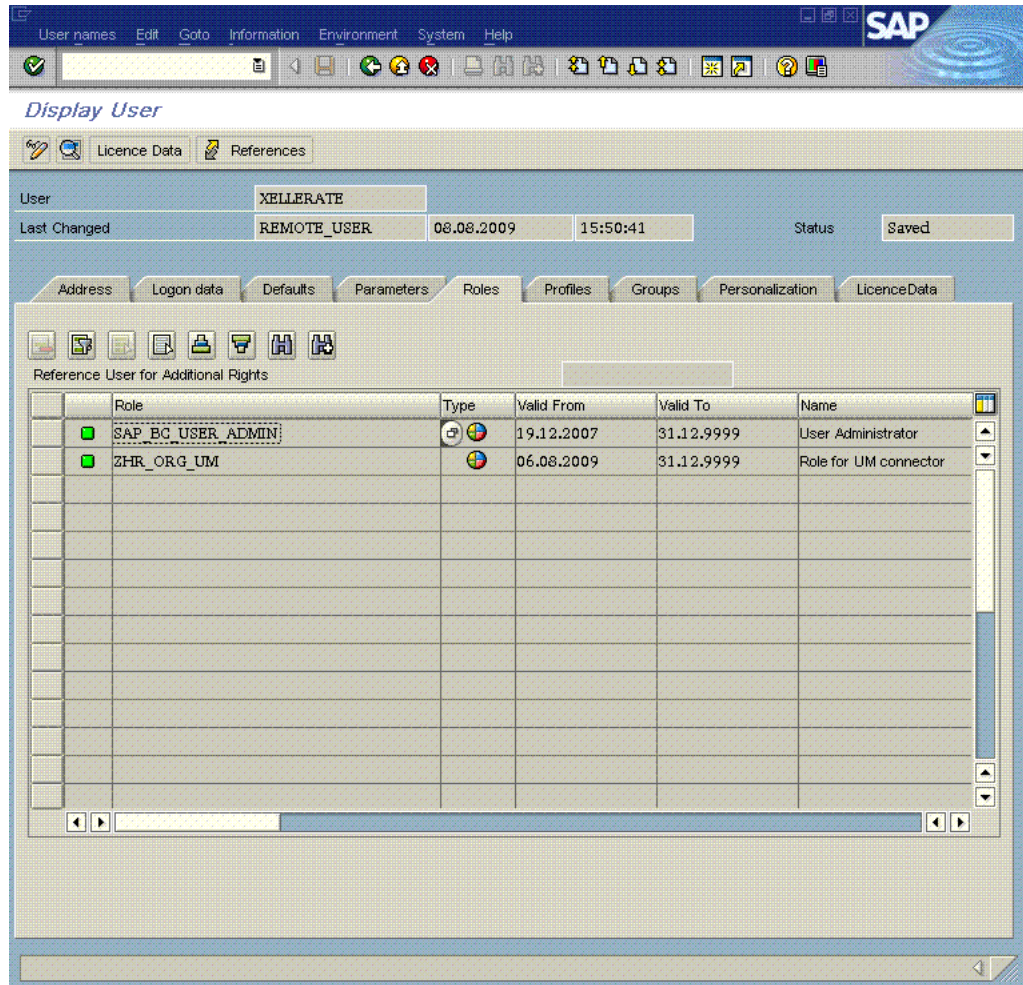 User names Edit Goto Information Environment System Help
SAP
Display User
Licence Data References
User XELLERATE
Last Changed REMOTE_USER 08.08.2009 15:50:41 Status Saved
Address Logon data Defaults Parameters Roles Profiles Groups Personalization LicenceData
Reference User for Additional Rights
Role Type Valid From Valid To Name
SAP_BC_USER_ADMIN 19.12.2007 31.12.9999 User Administrator
ZHR_ORG_UM 06.08.2009 31.12.9999 Role for UM connector